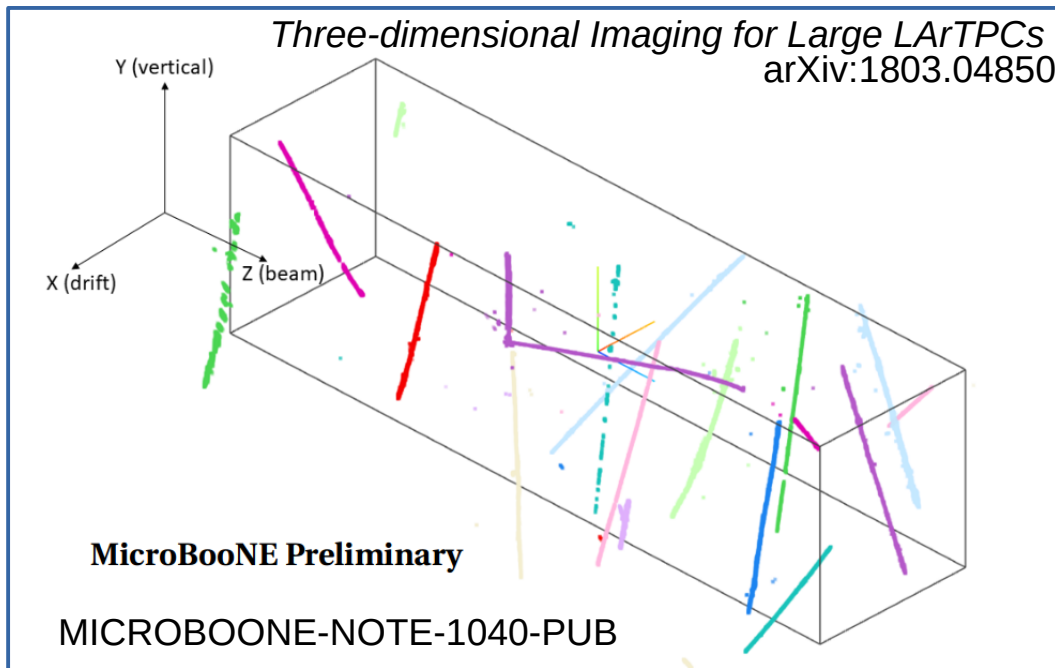 Three-dimensional Imaging for Large LArTPCs
arXiv:1803.04850
Y (vertical)
X (drift)
Z (beam)
MicroBooNE Preliminary
MICROBOONE-NOTE-1040-PUB